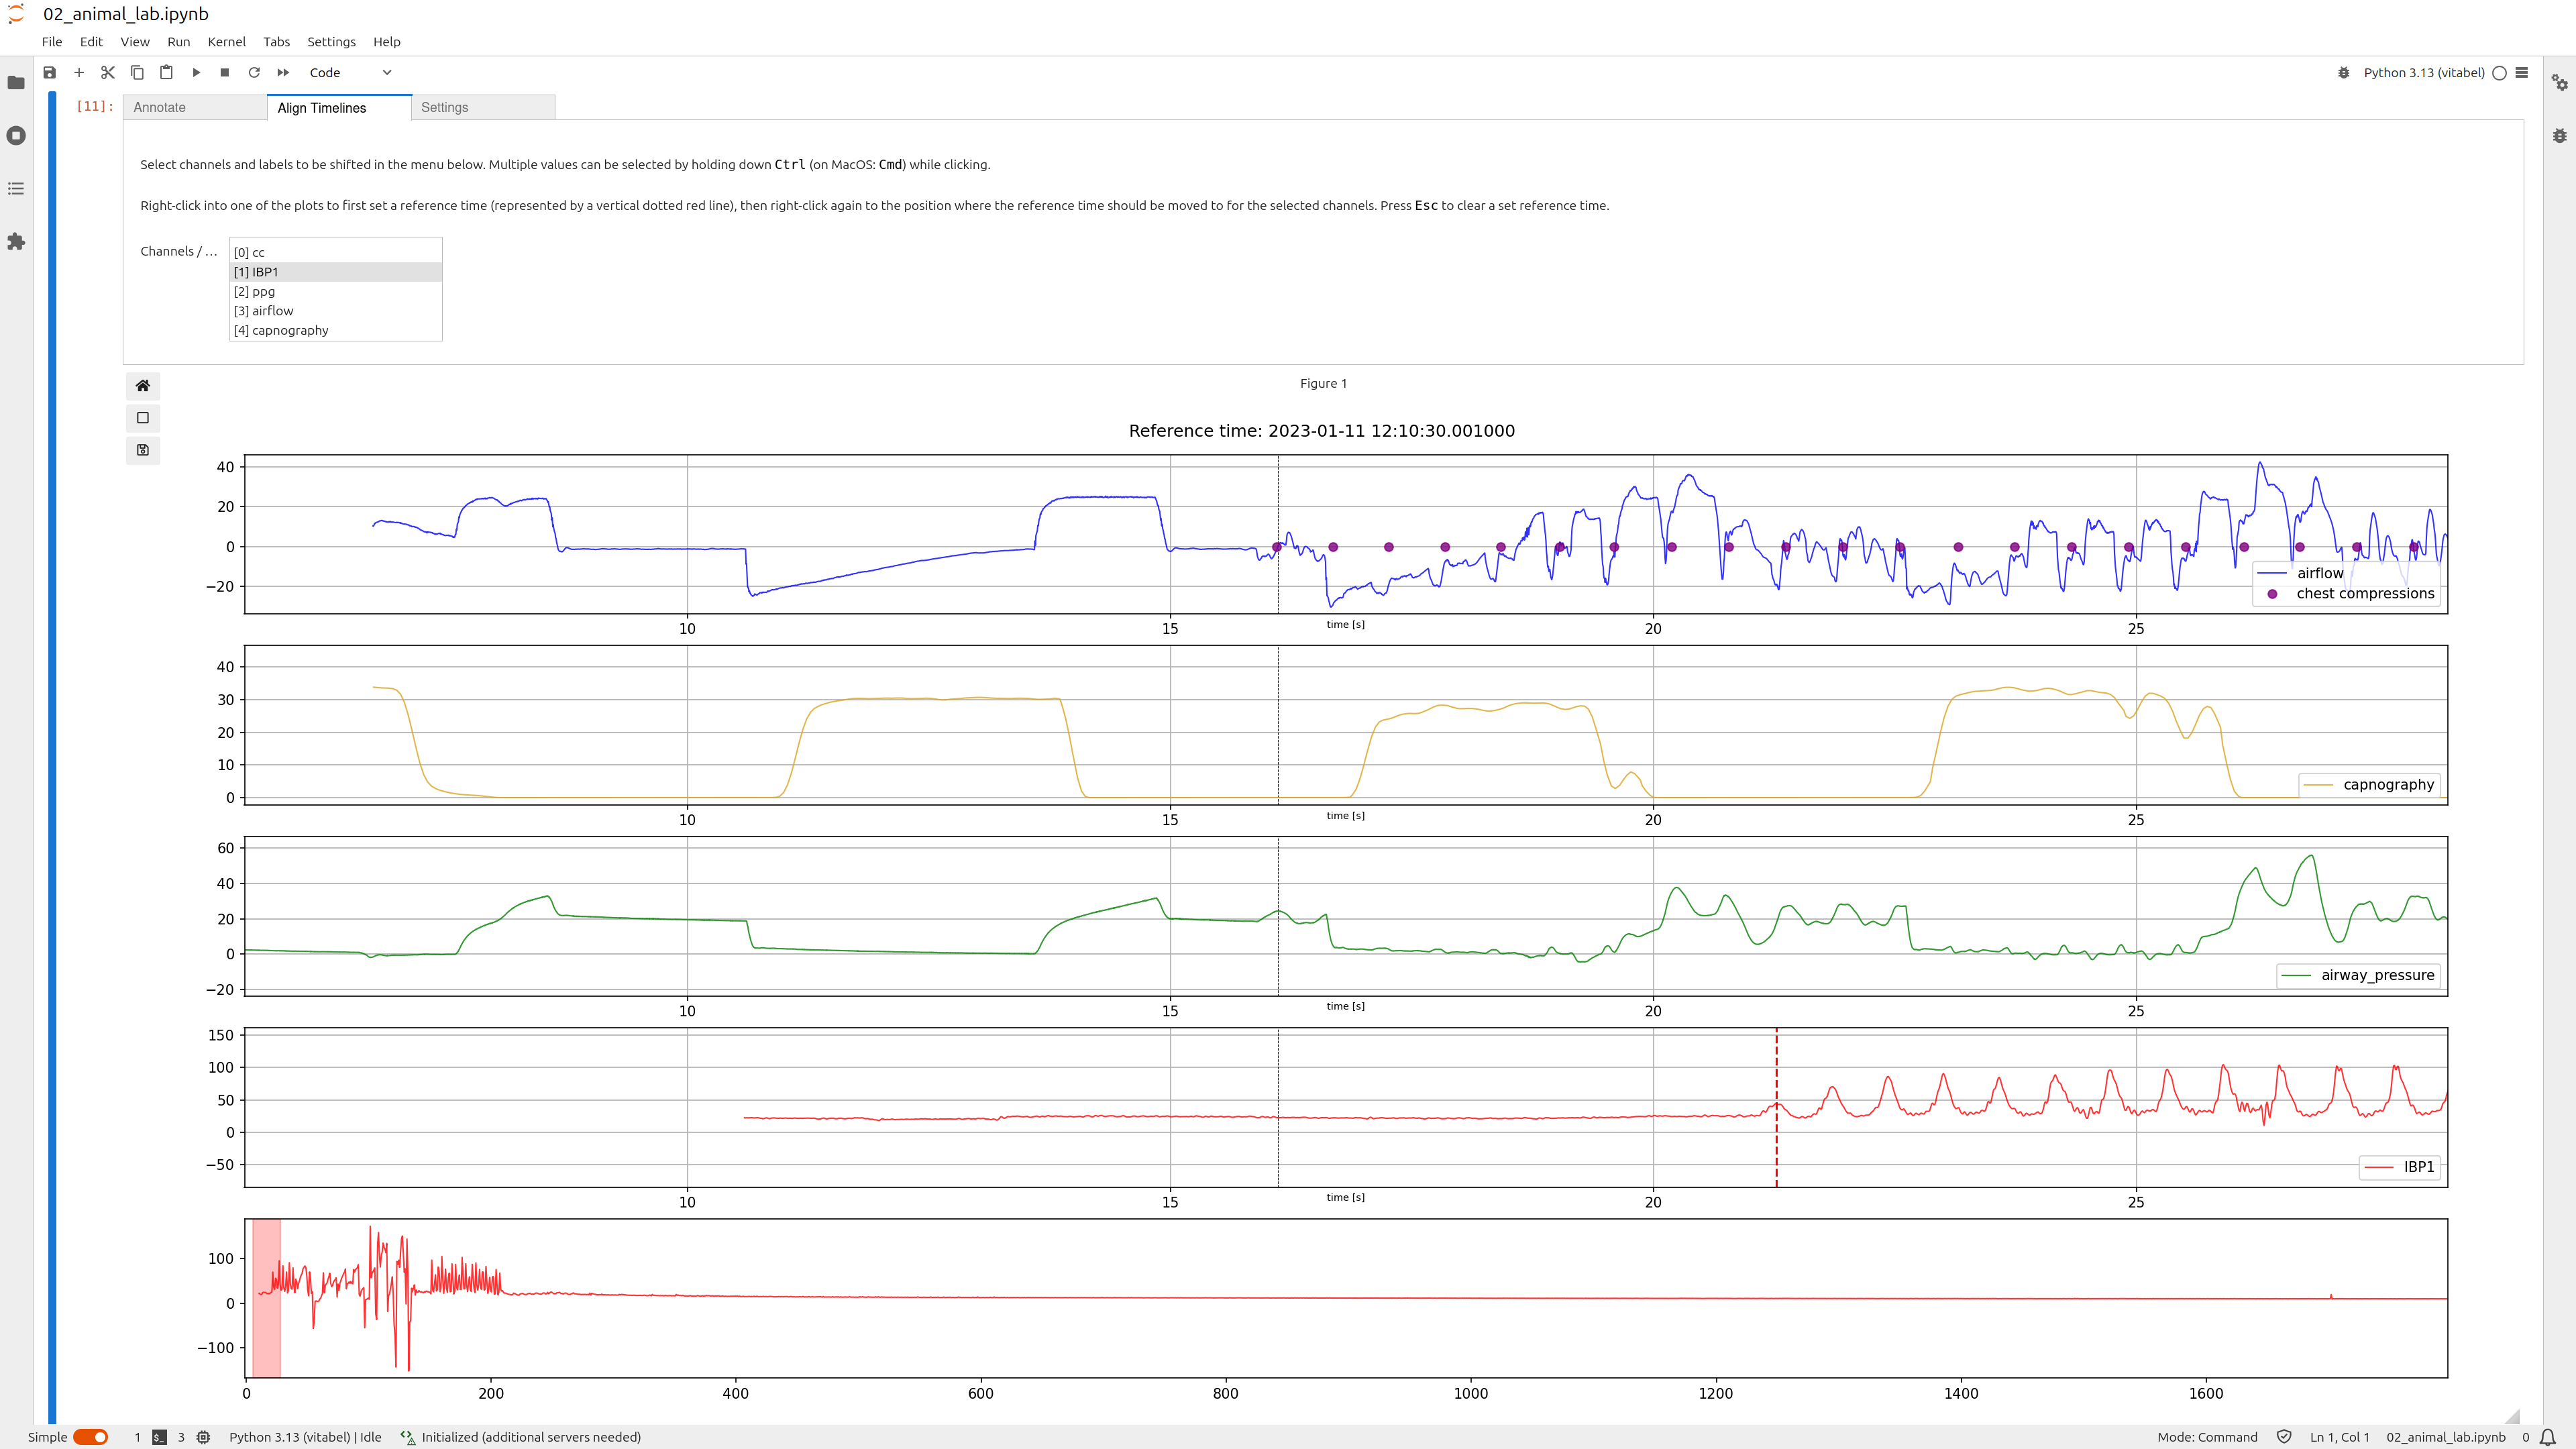 02_animal_lab.ipynb
File Edit View Run Kernel Tabs Settings Help
Code Python 3.13 (vitabel)
[11]: Annotate Align Timelines Settings
Select channels and labels to be shifted in the menu below. Multiple values can be selected by holding down Ctrl (on MacOS: Cmd) while clicking.
Right-click into one of the plots to first set a reference time (represented by a vertical dotted red line), then right-click again to the position where the reference time should be moved to for the selected channels. Press Esc to clear a set reference time.
Channels / ...
[0] cc
[1] IBP1
[2] ppg
[3] airflow
[4] capnography
Figure 1
Reference time: 2023-01-11 12:10:30.001000
40
20
0
−20
airflow
chest compressions
10 15 20 25
time [s]
40
30
20
10
0
capnography
10 15 20 25
time [s]
60
40
20
0
−20
airway_pressure
10 15 20 25
time [s]
150
100
50
0
−50
IBP1
10 15 20 25
time [s]
100
0
−100
0 200 400 600 800 1000 1200 1400 1600
Simple 1 $_ 3 Python 3.13 (vitabel) | Idle Initialized (additional servers needed) Mode: Command Ln 1, Col 1 02_animal_lab.ipynb 0